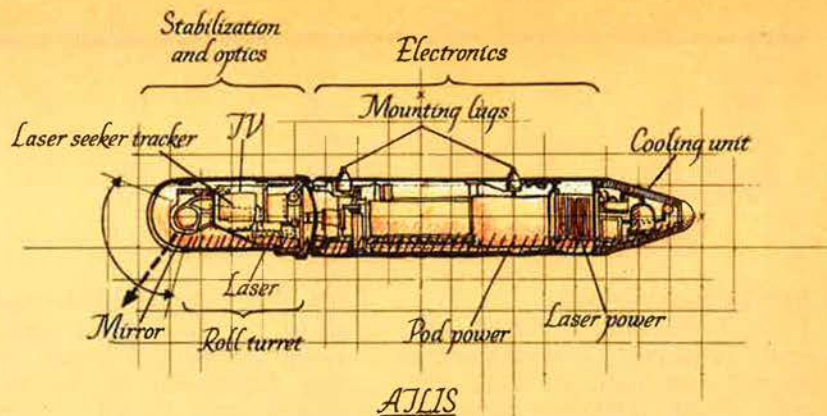 Stabilization
and optics
Electronics
Mounting lugs
TV
Laser seeker tracker
Cooling unit
Laser
Mirror
Roll turret
Pod power
Laser power
ATLIS